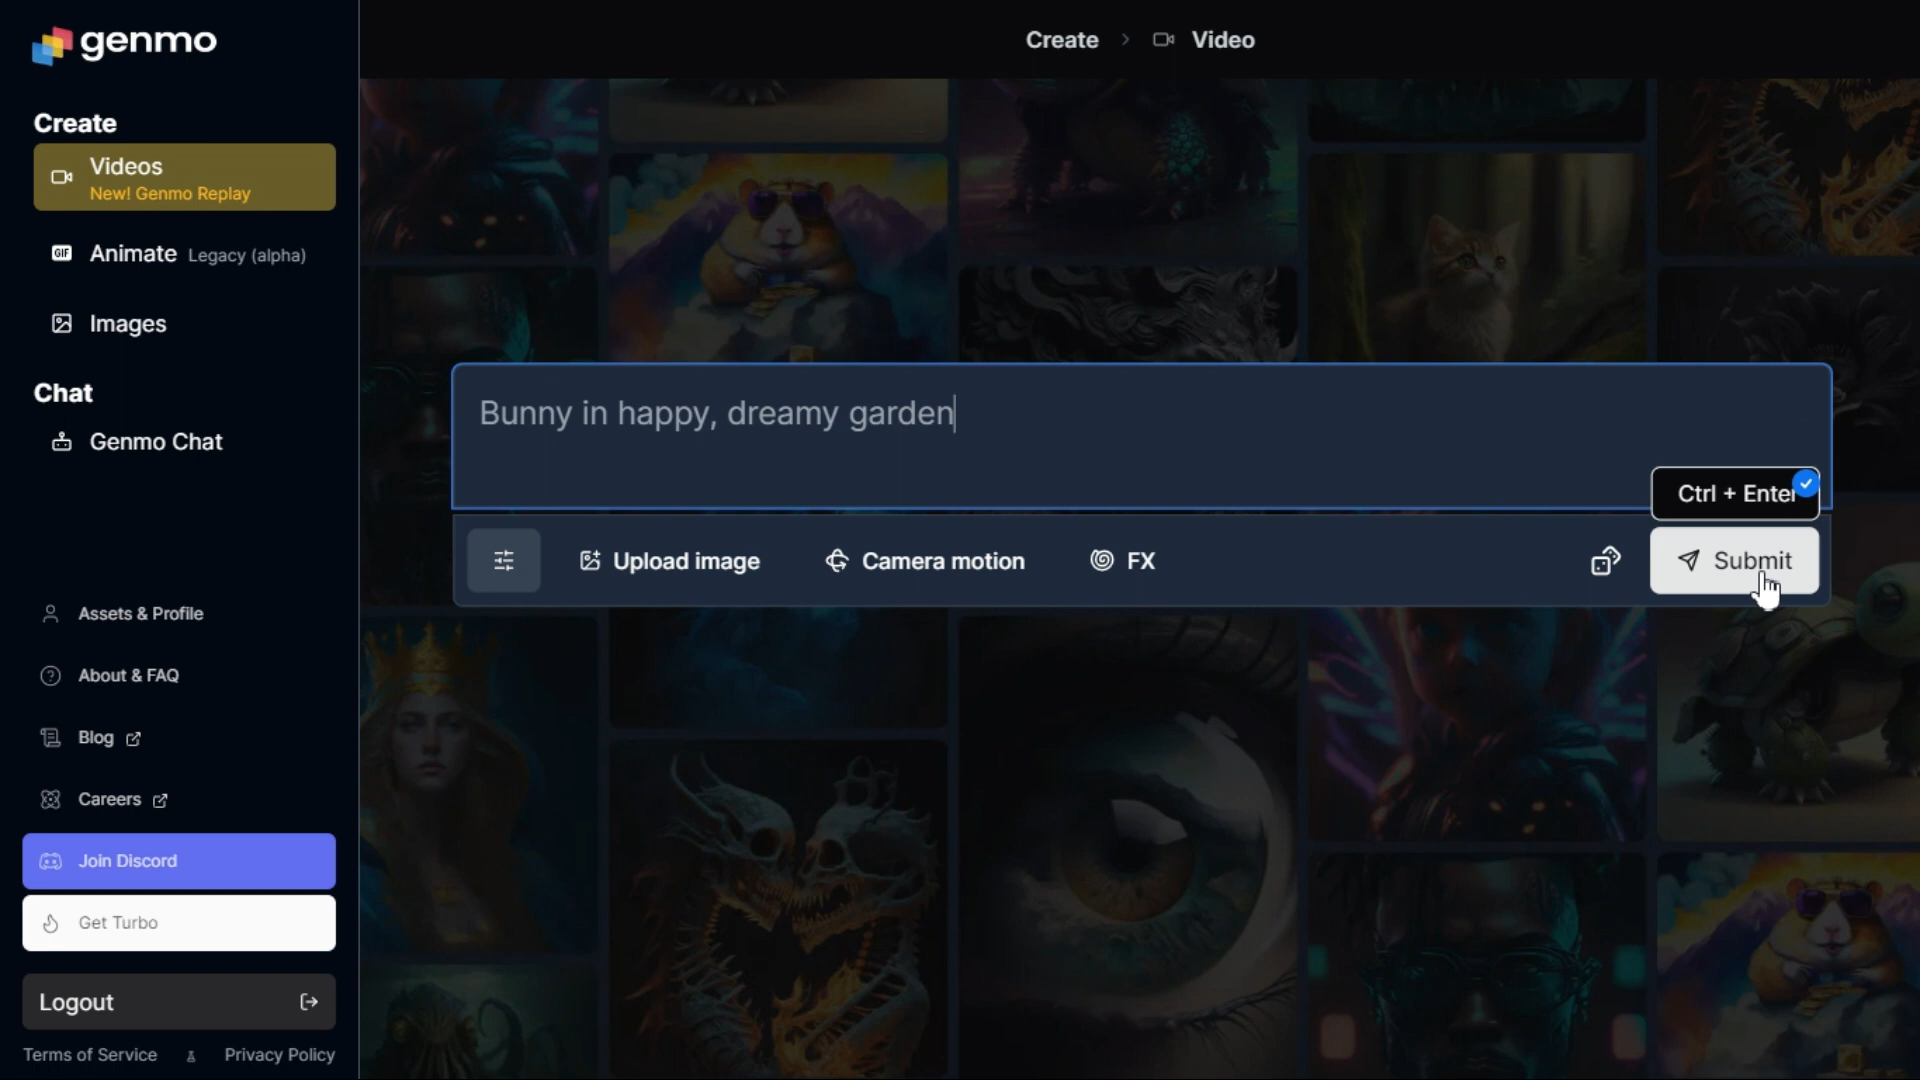 genmo
Create
Videos
New! Genmo Replay
GIF Animate Legacy (alpha)
Images
Chat
Genmo Chat
Assets & Profile
About & FAQ
Blog
Careers
Join Discord
Get Turbo
Logout
Terms of Service
Privacy Policy
Create > Video
Bunny in happy, dreamy garden
Ctrl + Enter
Upload image
Camera motion
FX
Submit